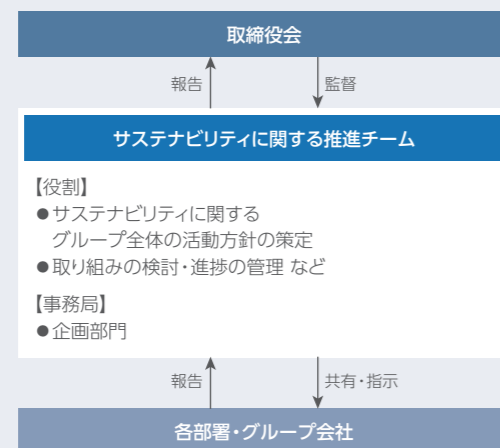 取締役会
報告
監督
サステナビリティに関する推進チーム
【役割】
●サステナビリティに関する
グループ全体の活動方針の策定
●取り組みの検討・進捗の管理 など
【事務局】
●企画部門
報告
共有・指示
各部署・グループ会社